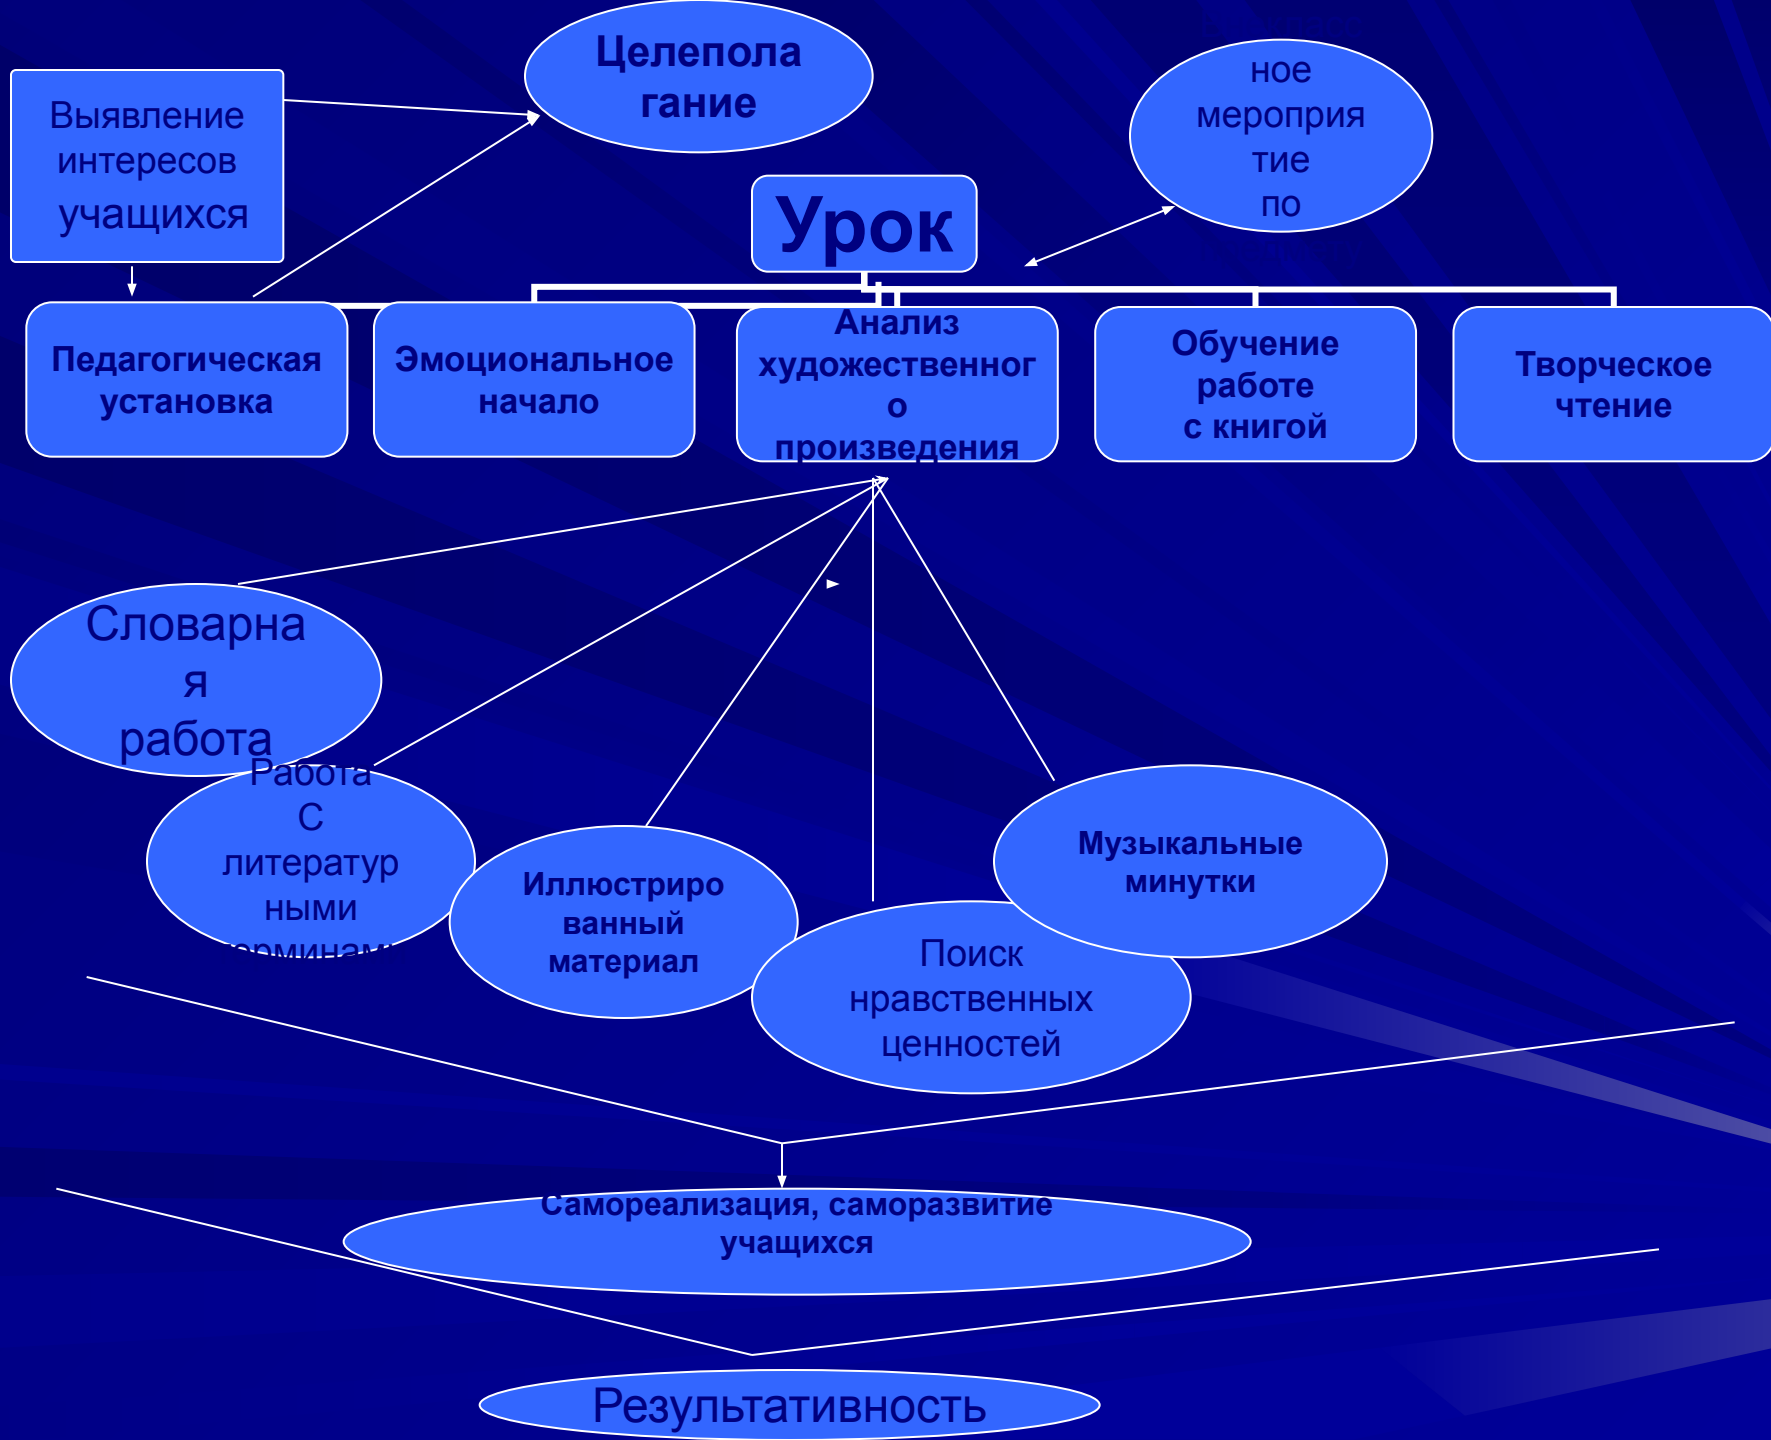 Целепола
гание
ное
мероприя
тие
по
Выявление
интересов
учащихся
Урок
Педагогическая
установка
Эмоциональное
начало
Анализ
художественног
о
произведения
Обучение
работе
с книгой
Творческое
чтение
Словарна
я
работа
Работа
С
литератур
ными
Иллюстриро
ванный
материал
Поиск
нравственных
ценностей
Музыкальные
минутки
Самореализация, саморазвитие
учащихся
Результативность